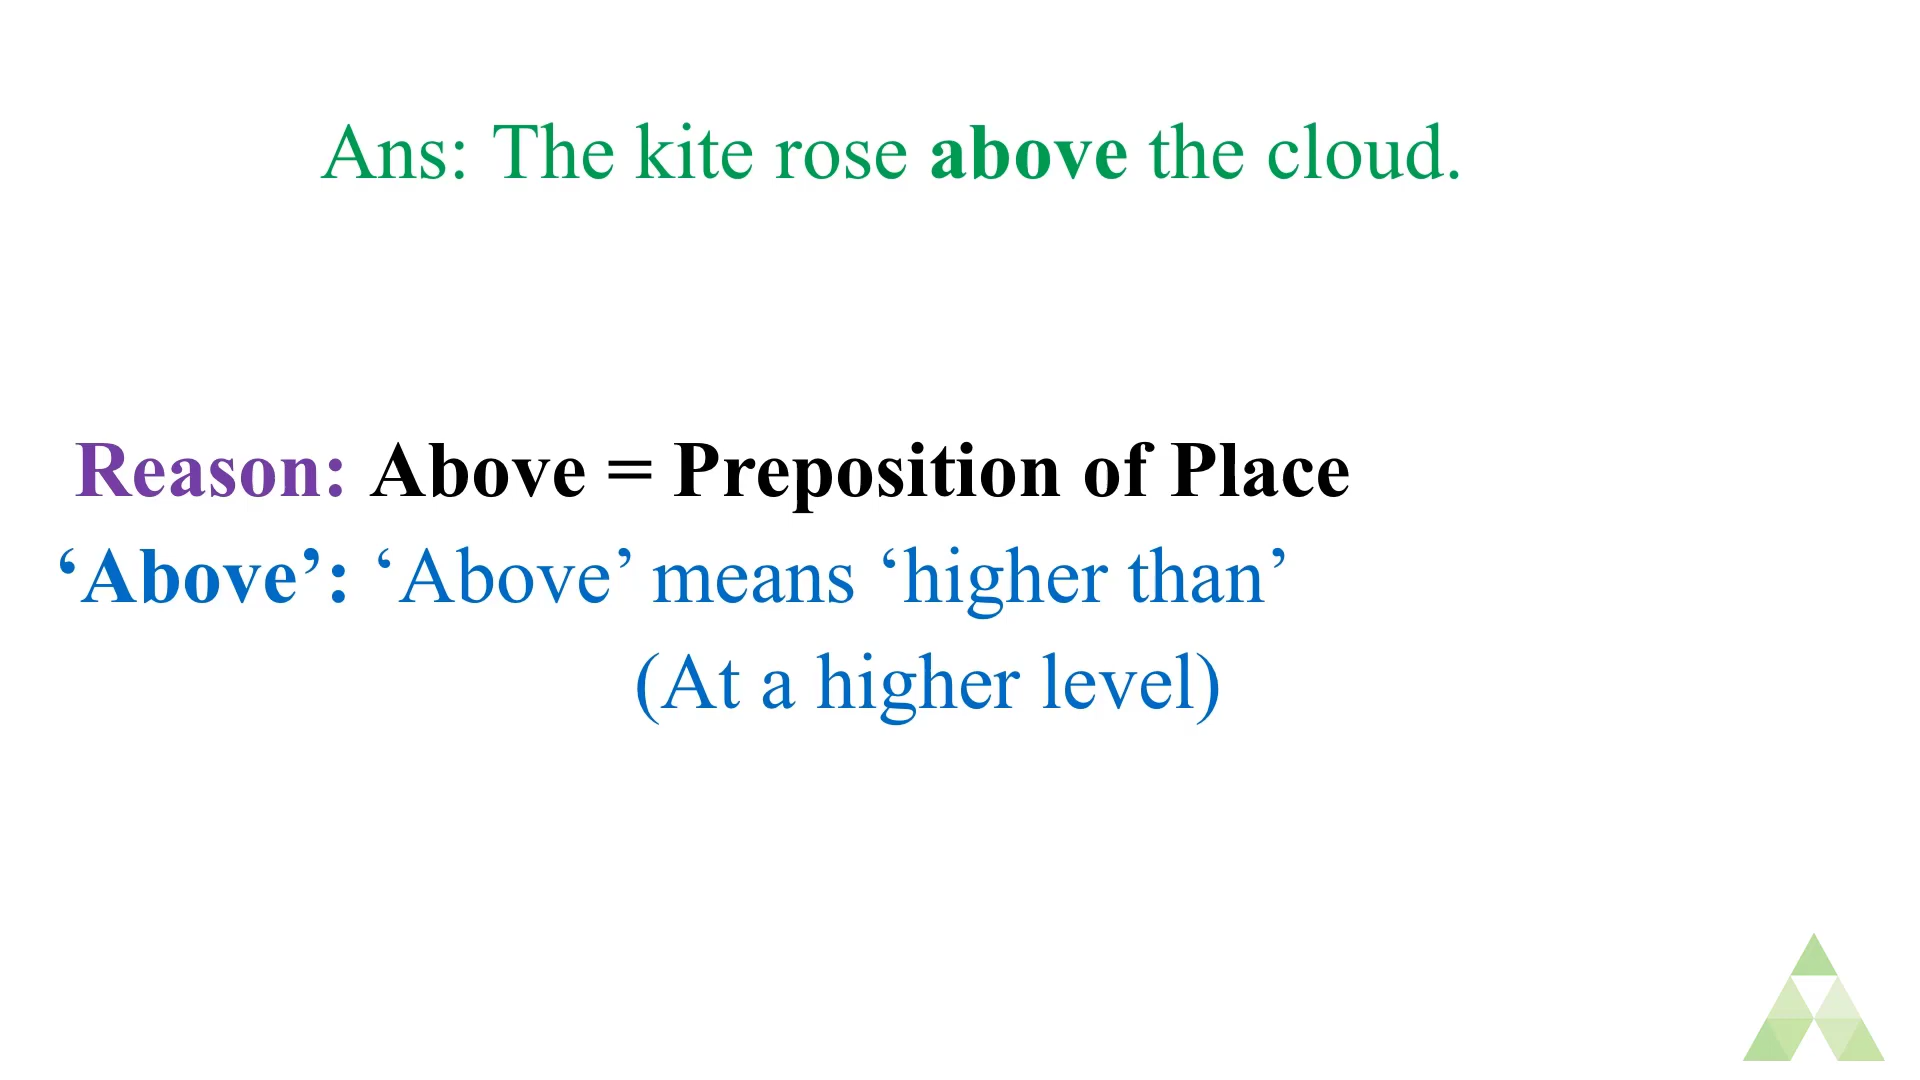 Ans: The kite rose above the cloud.
Reason: Above = Preposition of Place
‘Above’: ‘Above’ means ‘higher than’
(At a higher level)